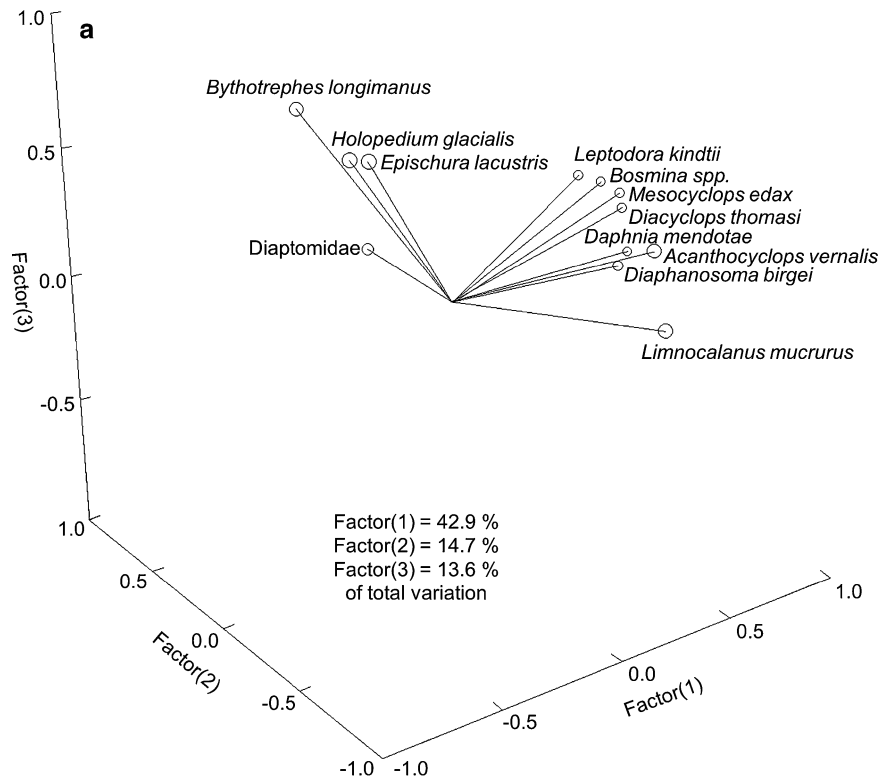 1.0
a
Bythotrephes longimanus
Holopedium glacialis
Epischura lacustris
Leptodora kindtii
Bosmina spp.
Mesocyclops edax
Diacyclops thomasi
Daphnia mendotae
Acanthocyclops vernalis
Diaphanosoma birgei
Diaptomidae
Limnocalanus mucrurus
0.5
0.0
Factor(3)
-0.5
1.0
0.5
0.0
Factor(2)
-0.5
-1.0
Factor(1) = 42.9 %
Factor(2) = 14.7 %
Factor(3) = 13.6 %
of total variation
-1.0
-0.5
0.0
Factor(1)
0.5
1.0